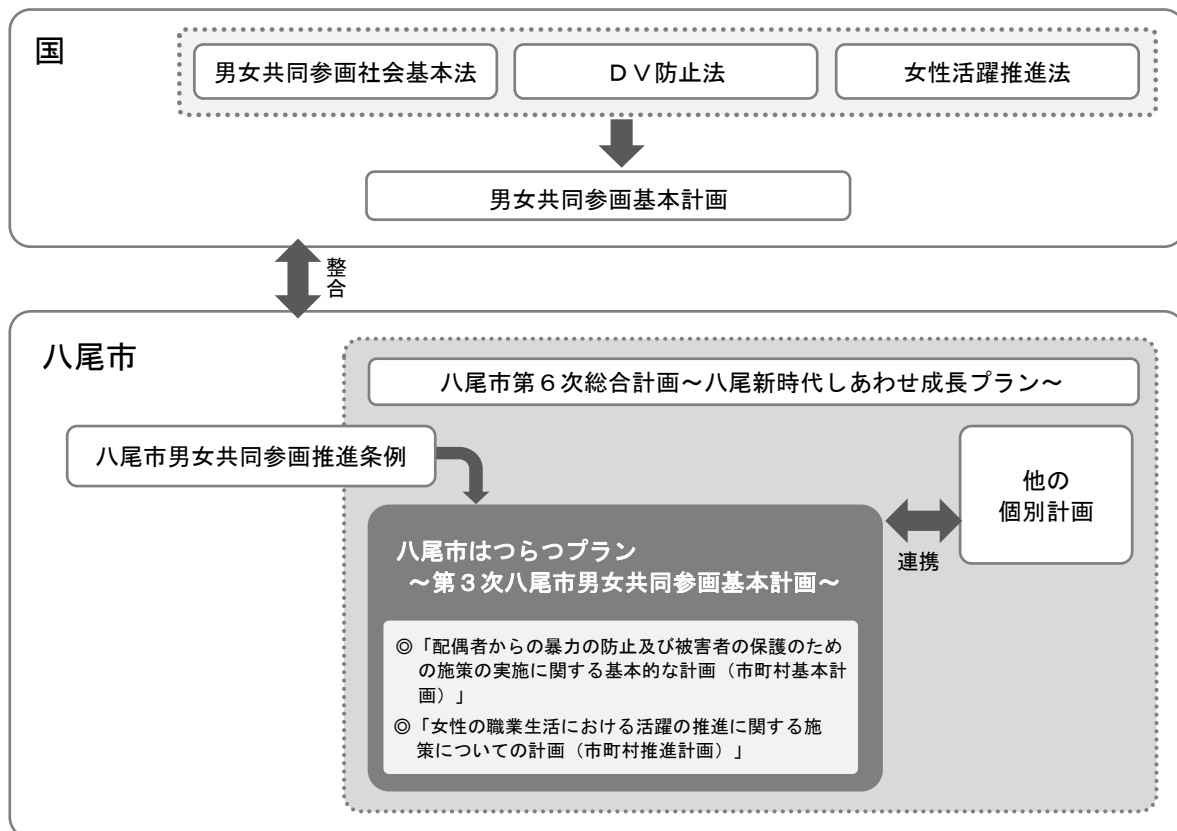 国
男女共同参画社会基本法
ＤＶ防止法
女性活躍推進法
男女共同参画基本計画
整合
八尾市
八尾市第６次総合計画～八尾新時代しあわせ成長プラン～
八尾市男女共同参画推進条例
他の
個別計画
連携
八尾市はつらつプラン
～第３次八尾市男女共同参画基本計画～
◎「配偶者からの暴力の防止及び被害者の保護のため
の施策の実施に関する基本的な計画（市町村基本計
画）」
◎「女性の職業生活における活躍の推進に関する施
策についての計画（市町村推進計画）」